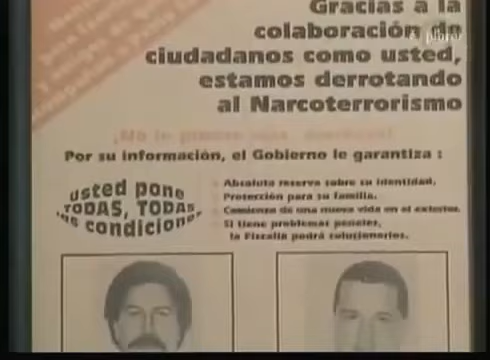 Gracias a la
colaboración de
ciudadanos como usted,
estamos derrotando
al Narcoterrorismo
Por su información, el Gobierno le garantiza :
usted pone
TODAS, TODAS
las condiciones
Absoluta reserva sobre su identidad.
Protección para su familia.
Comienzo de una nueva vida en el exterior.
Si tiene problemas penales,
la Fiscalía podrá solucionarlos.